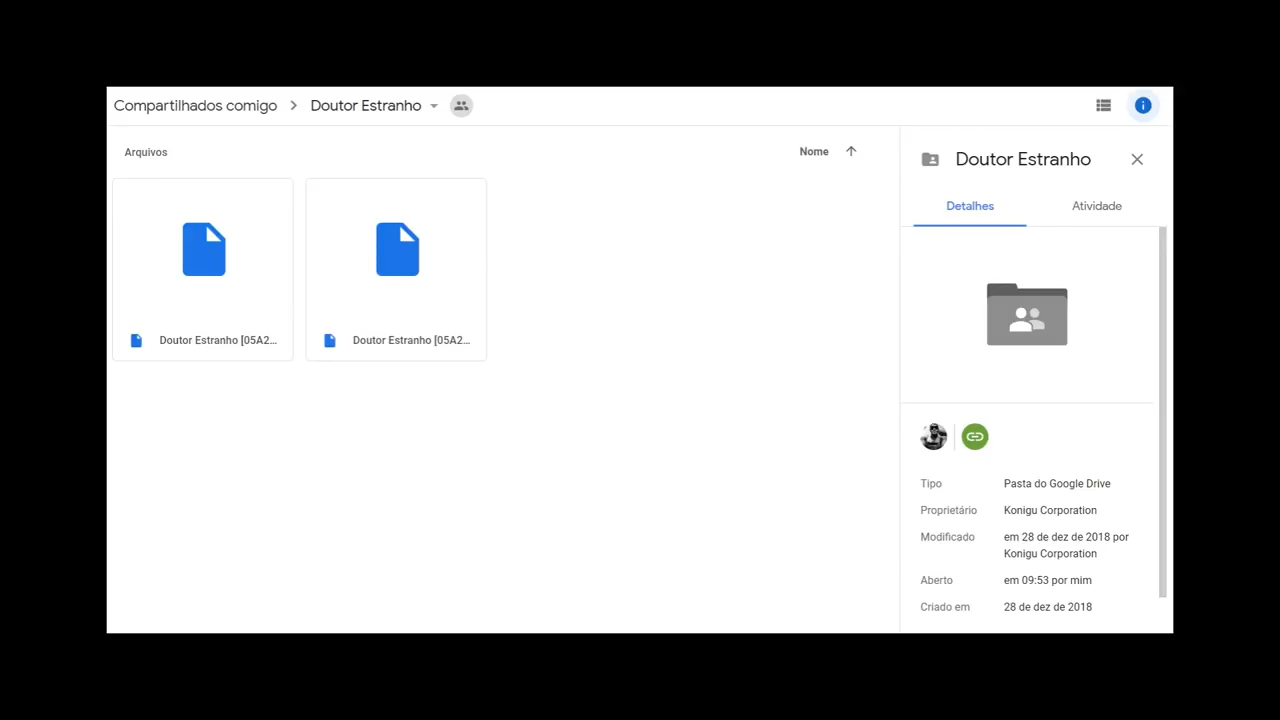 Compartilhados comigo > Doutor Estranho
Arquivos
Nome
Doutor Estranho [05A2...
Doutor Estranho [05A2...
Doutor Estranho
Detalhes
Atividade
Tipo Pasta do Google Drive
Proprietário Konigu Corporation
Modificado em 28 de dez de 2018 por
Konigu Corporation
Aberto em 09:53 por mim
Criado em 28 de dez de 2018